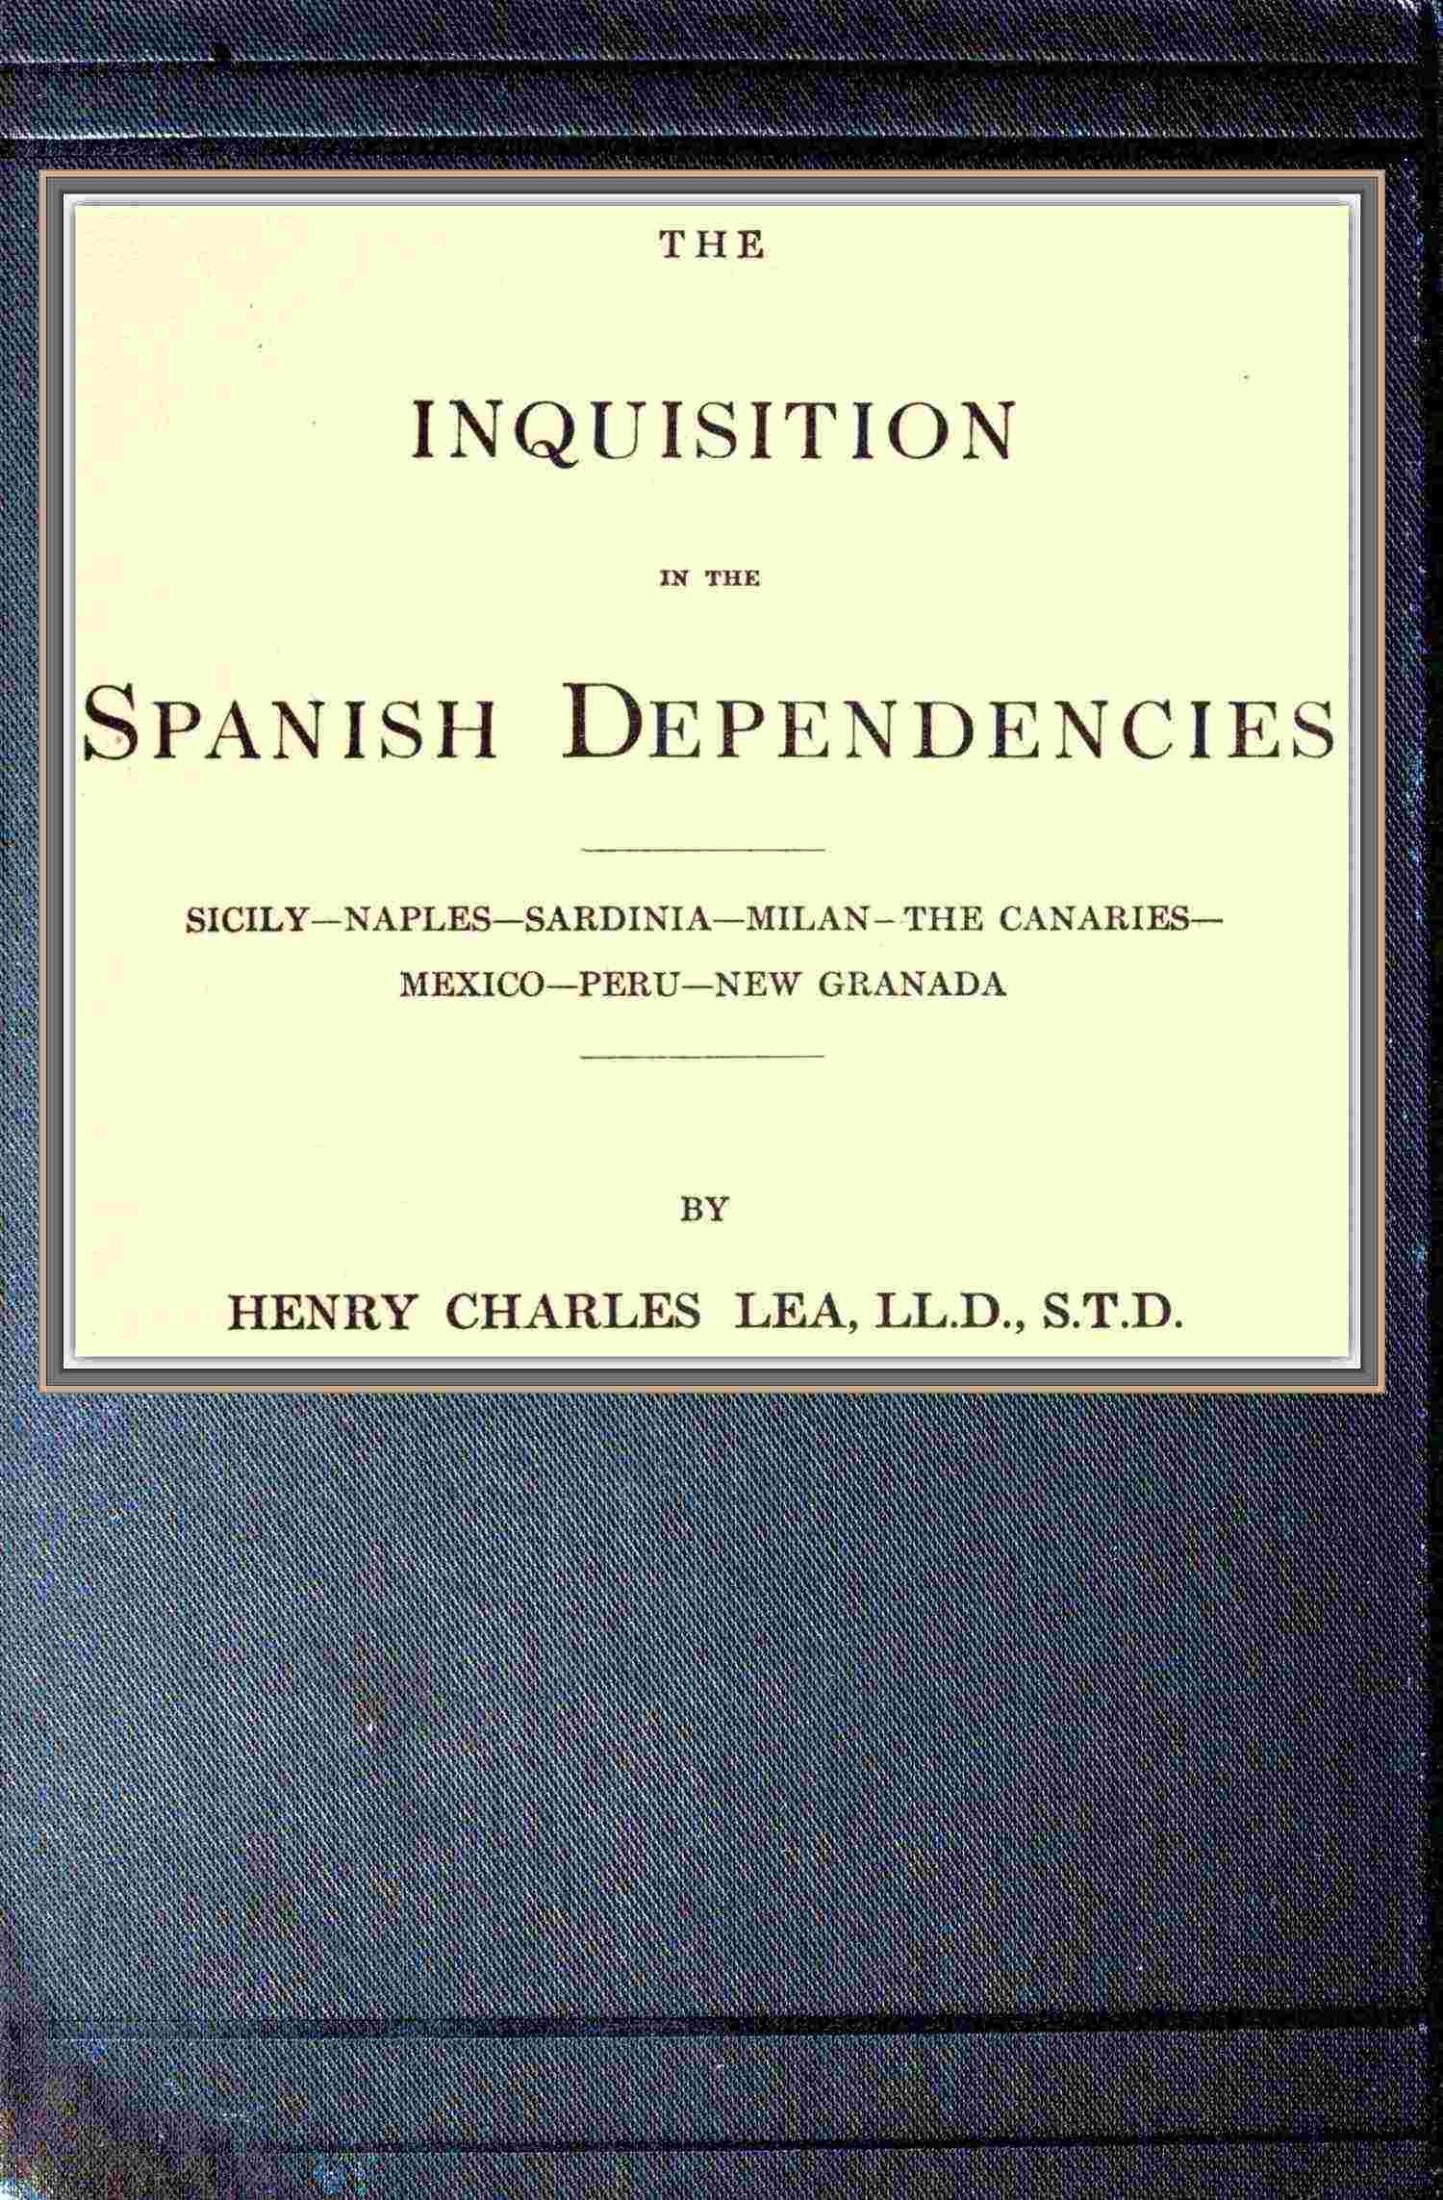 THE
INQUISITION
IN THE
SPANISH DEPENDENCIES
SICILY—NAPLES—SARDINIA—MILAN—THE CANARIES—
MEXICO—PERU—NEW GRANADA
BY
HENRY CHARLES LEA, LL.D., S.T.D.